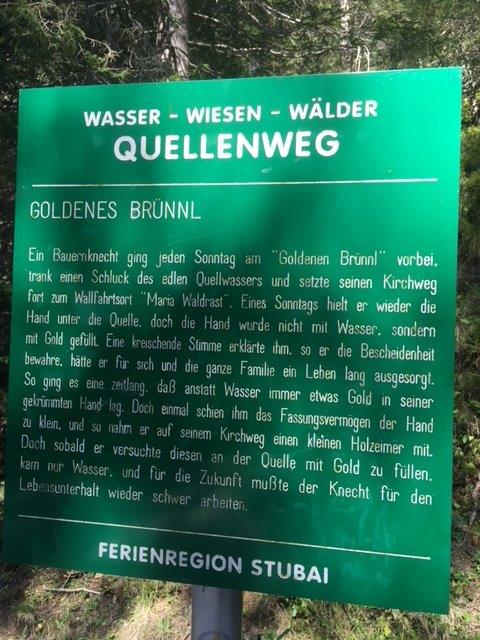 WASSER - WIESEN - WÄLDER
QUELLENWEG
GOLDENES BRÜNNL
Ein Bauernknecht ging jeden Sonntag am "Goldenen Brünnl" vorbei,
trank einen Schluck des edlen Quellwassers und setzte seinen Kirchweg
fort zum Wallfahrtsort "Maria Waldrast". Eines Sonntags hielt er wieder die
Hand unter die Quelle, doch die Hand wurde nicht mit Wasser, sondern
mit Gold gefüllt. Eine kreischende Stimme erklärte ihm, so er die Bescheidenheit
bewahre, hätte er für sich und die ganze Familie ein Leben lang ausgesorgt.
So ging es eine zeitlang, daß anstatt Wasser immer etwas Gold in seiner
gekrümmten Hand lag. Doch einmal schien ihm das Fassungsvermögen der Hand
zu klein, und so nahm er auf seinem Kirchweg einen kleinen Holzeimer mit.
Doch sobald er versuchte diesen an der Quelle mit Gold zu füllen,
kam nur Wasser, und für die Zukunft mußte der Knecht für den
Lebensunterhalt wieder schwer arbeiten.
FERIENREGION STUBAI